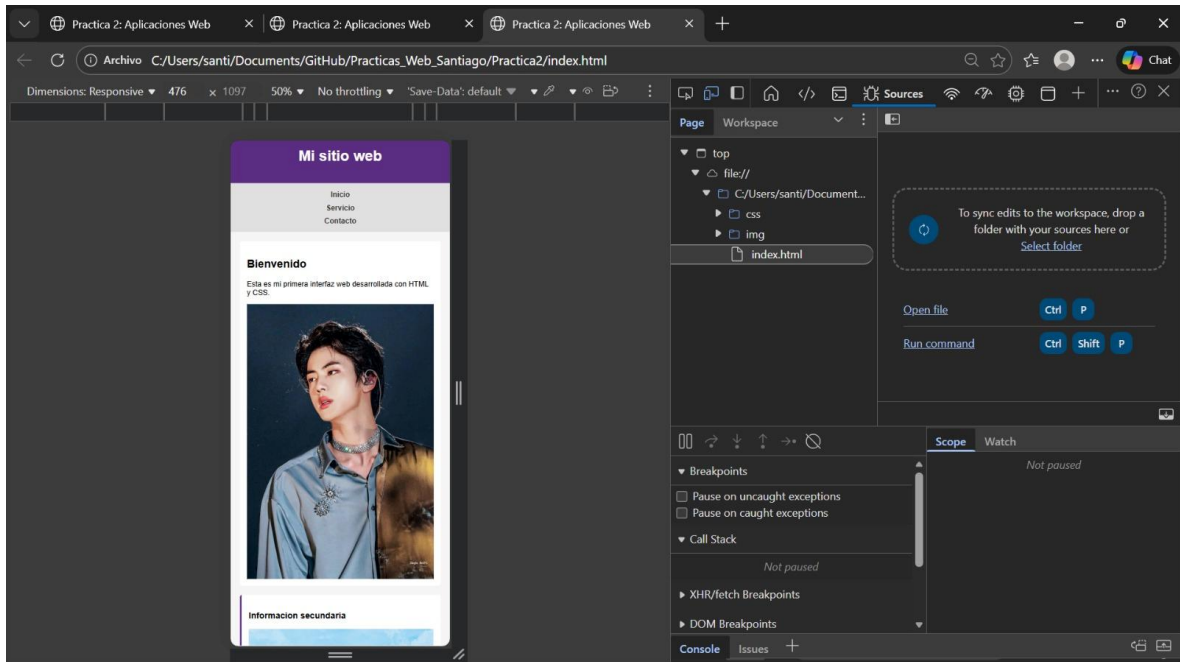 Practica 2: Aplicaciones Web
Practica 2: Aplicaciones Web
Practica 2: Aplicaciones Web
Archivo C:/Users/santi/Documents/GitHub/Practicas_Web_Santiago/Practica2/index.html
Chat
Dimensions: Responsive 476 x 1097 50% No throttling 'Save-Data': default
Mi sitio web
Inicio
Servicio
Contacto
Bienvenido
Esta es mi primera interfaz web desarrollada con HTML
y CSS.
Informacion secundaria
Sources
Page Workspace
top
file://
C:/Users/santi/Document...
css
img
index.html
To sync edits to the workspace, drop a
folder with your sources here or
Select folder
Open file Ctrl P
Run command Ctrl Shift P
Scope Watch
Breakpoints
Not paused
Pause on uncaught exceptions
Pause on caught exceptions
Call Stack
Not paused
XHR/fetch Breakpoints
DOM Breakpoints
Console Issues